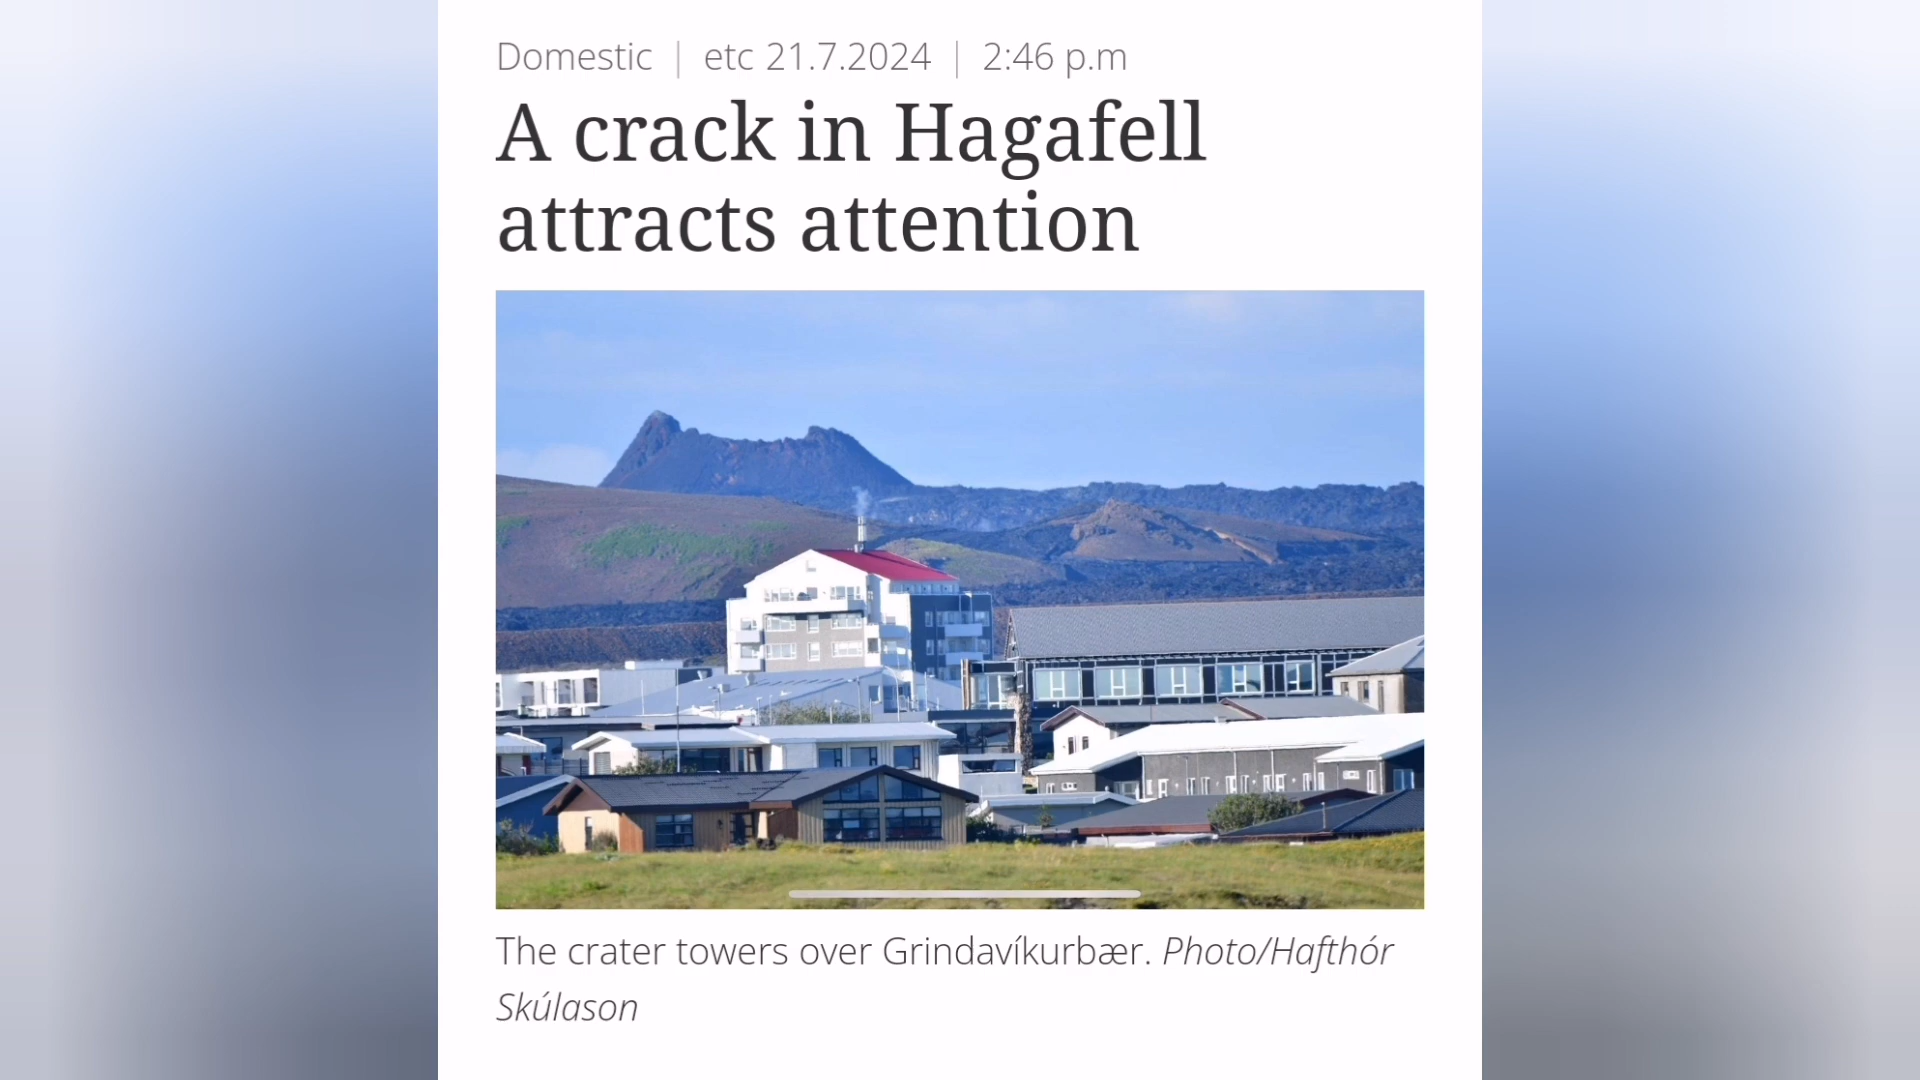 Domestic | etc 21.7.2024 | 2:46 p.m
A crack in Hagafell
attracts attention
The crater towers over Grindavíkurbær. Photo/Hafthór
Skúlason